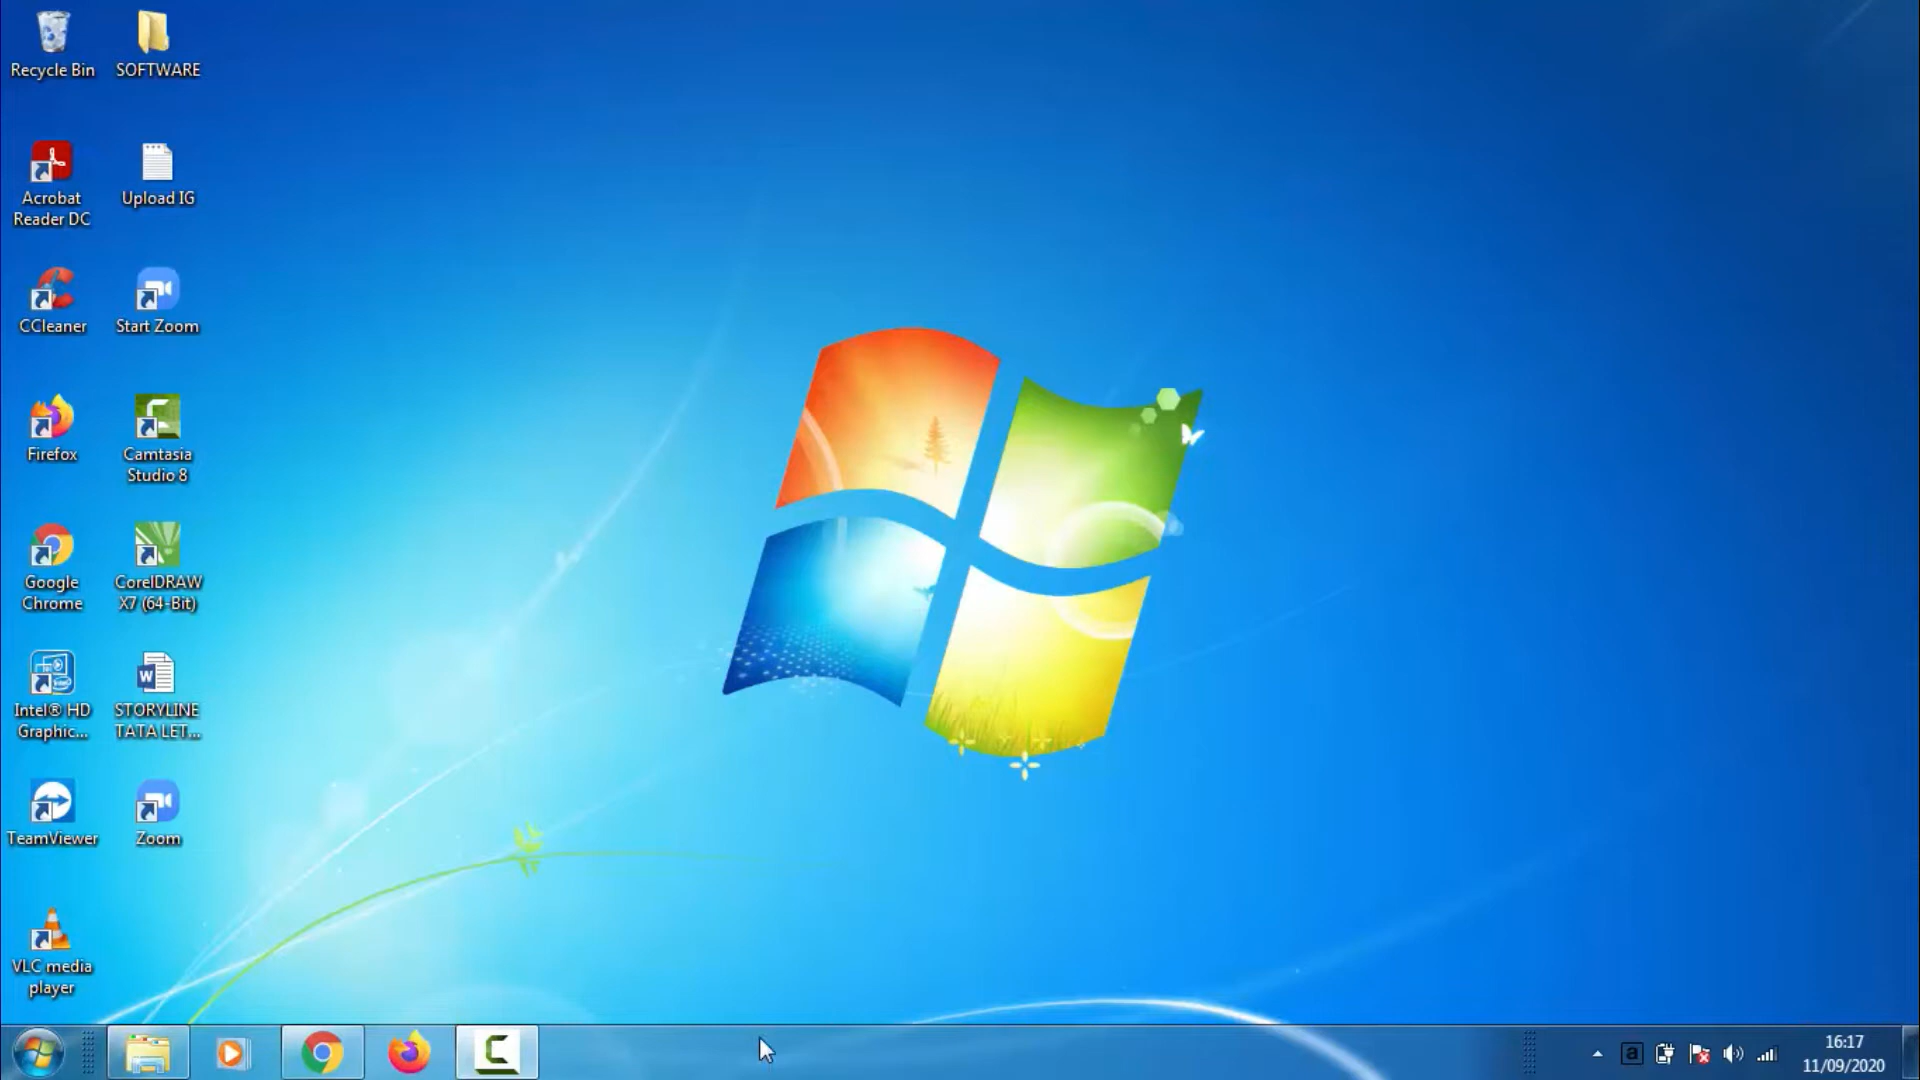 Recycle Bin
SOFTWARE
Acrobat
Reader DC
Upload IG
CCleaner
Start Zoom
Firefox
Camtasia
Studio 8
Google
Chrome
CorelDRAW
X7 (64-Bit)
Intel® HD
Graphic...
STORYLINE
TATA LET...
TeamViewer
Zoom
VLC media
player
16:17
11/09/2020